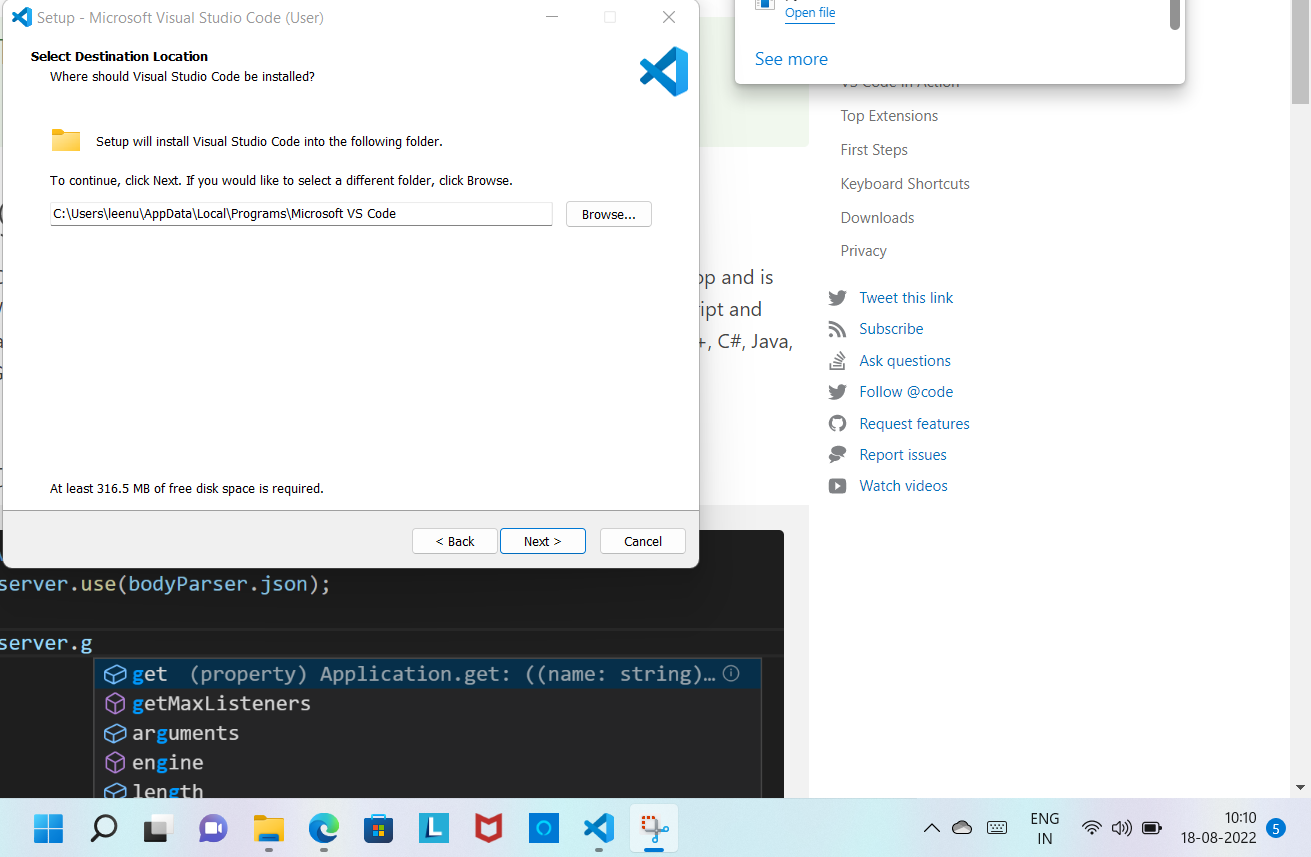 Setup - Microsoft Visual Studio Code (User)
Select Destination Location
Where should Visual Studio Code be installed?
Setup will install Visual Studio Code into the following folder.
To continue, click Next. If you would like to select a different folder, click Browse.
C:\Users\leenu\AppData\Local\Programs\Microsoft VS Code
Browse...
At least 316.5 MB of free disk space is required.
< Back
Next >
Cancel
Open file
See more
VS Code in Action
Top Extensions
First Steps
Keyboard Shortcuts
Downloads
Privacy
and is
and
C#, Java,
Tweet this link
Subscribe
Ask questions
Follow @code
Request features
Report issues
Watch videos
server.use(bodyParser.json);
server.g
get (property) Application.get: ((name: string)…
getMaxListeners
arguments
engine
length
ENG
IN
10:10
18-08-2022
5